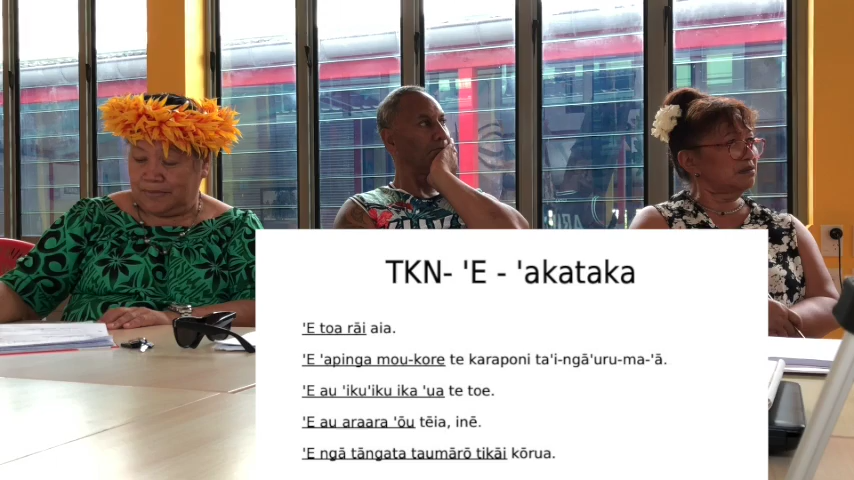 TKN- 'E - 'akataka
'E toa rāi aia.
'E 'apinga mou-kore te karaponi ta'i-ngā'uru-ma-'ā.
'E au 'iku'iku ika 'ua te toe.
'E au araara 'ōu tēia, inē.
'E ngā tāngata taumārō tikāi kōrua.